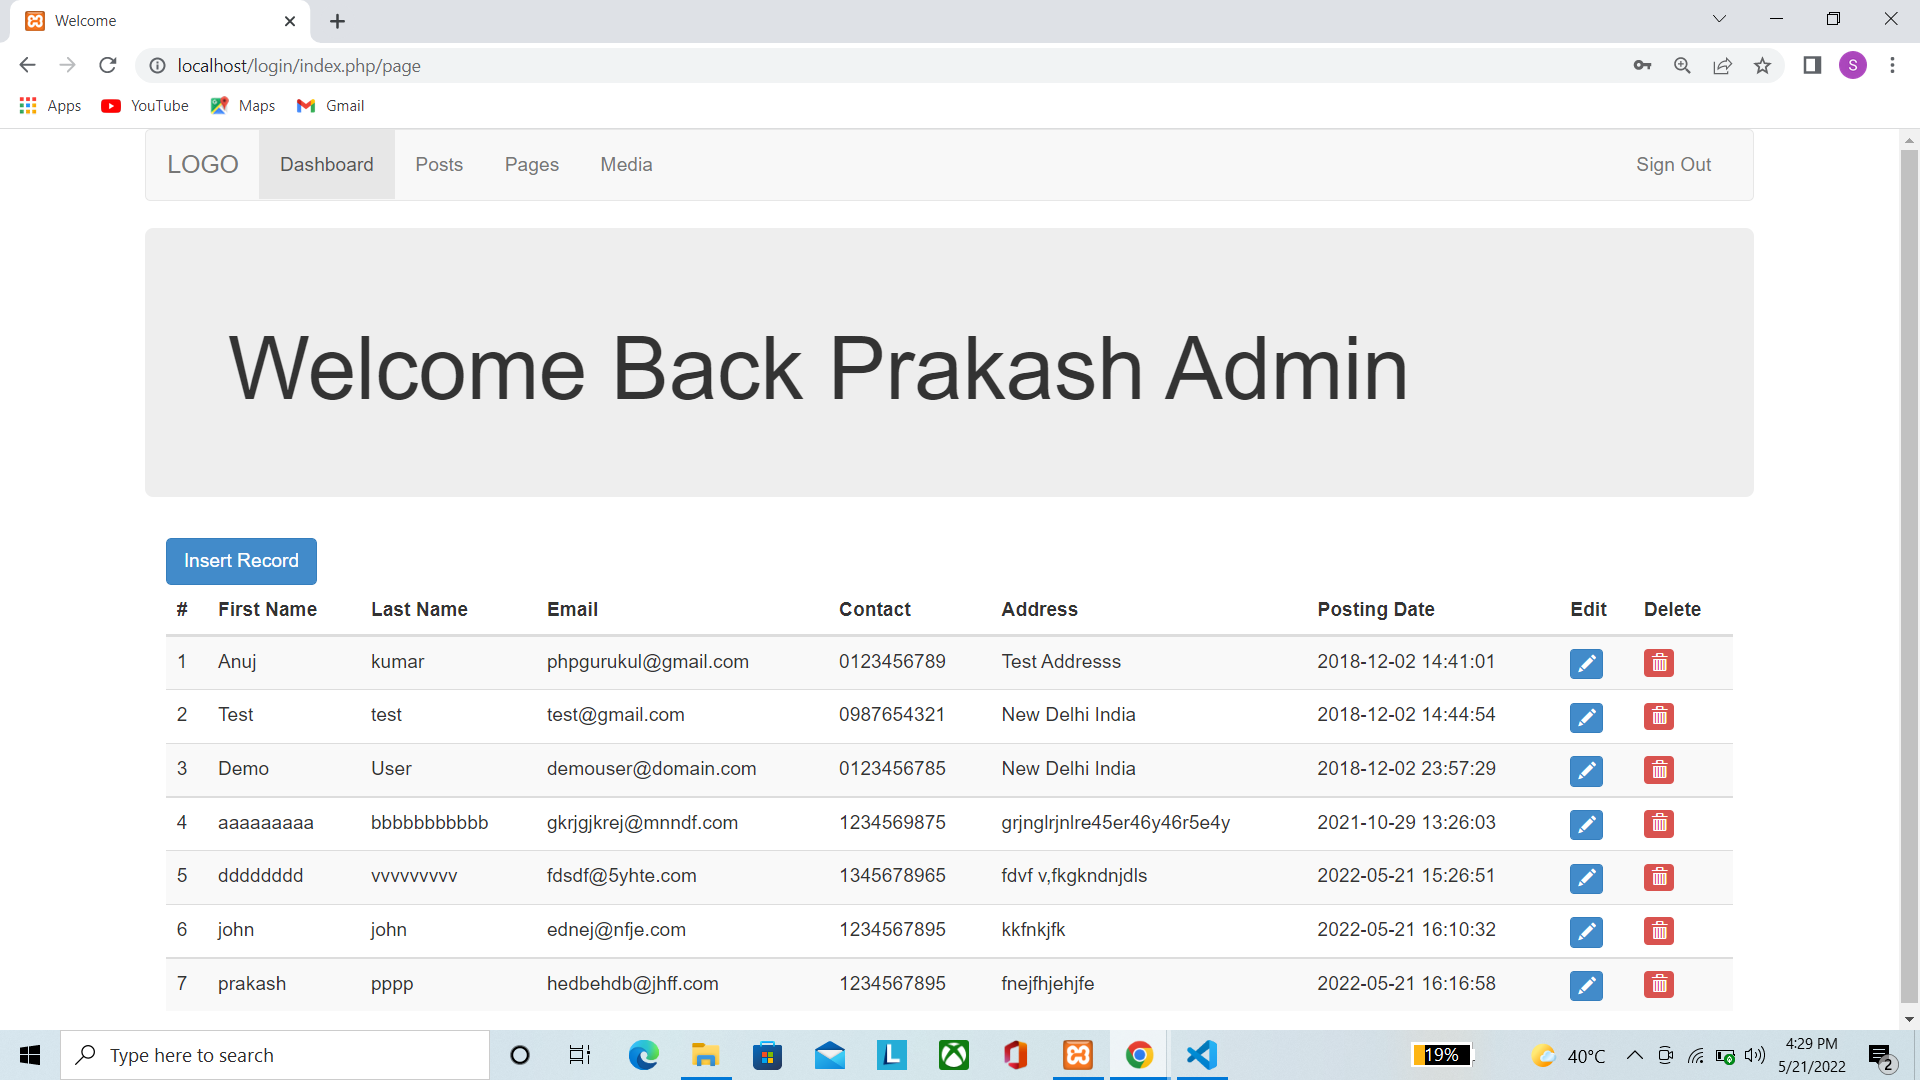 Welcome
localhost/login/index.php/page
S
Apps YouTube Maps Gmail
LOGO Dashboard Posts Pages Media Sign Out
Welcome Back Prakash Admin
Insert Record
# First Name Last Name Email Contact Address Posting Date Edit Delete
1 Anuj kumar phpgurukul@gmail.com 0123456789 Test Addresss 2018-12-02 14:41:01
2 Test test test@gmail.com 0987654321 New Delhi India 2018-12-02 14:44:54
3 Demo User demouser@domain.com 0123456785 New Delhi India 2018-12-02 23:57:29
4 aaaaaaaaa bbbbbbbbbbb gkrjgjkrej@mnndf.com 1234569875 grjnglrjnlre45er46y46r5e4y 2021-10-29 13:26:03
5 dddddddd vvvvvvvvv fdsdf@5yhte.com 1345678965 fdvf v,fkgkndnjdls 2022-05-21 15:26:51
6 john john ednej@nfje.com 1234567895 kkfnkjfk 2022-05-21 16:10:32
7 prakash pppp hedbehdb@jhff.com 1234567895 fnejfhjehjfe 2022-05-21 16:16:58
Type here to search
L
19%
40°C
4:29 PM
5/21/2022
2